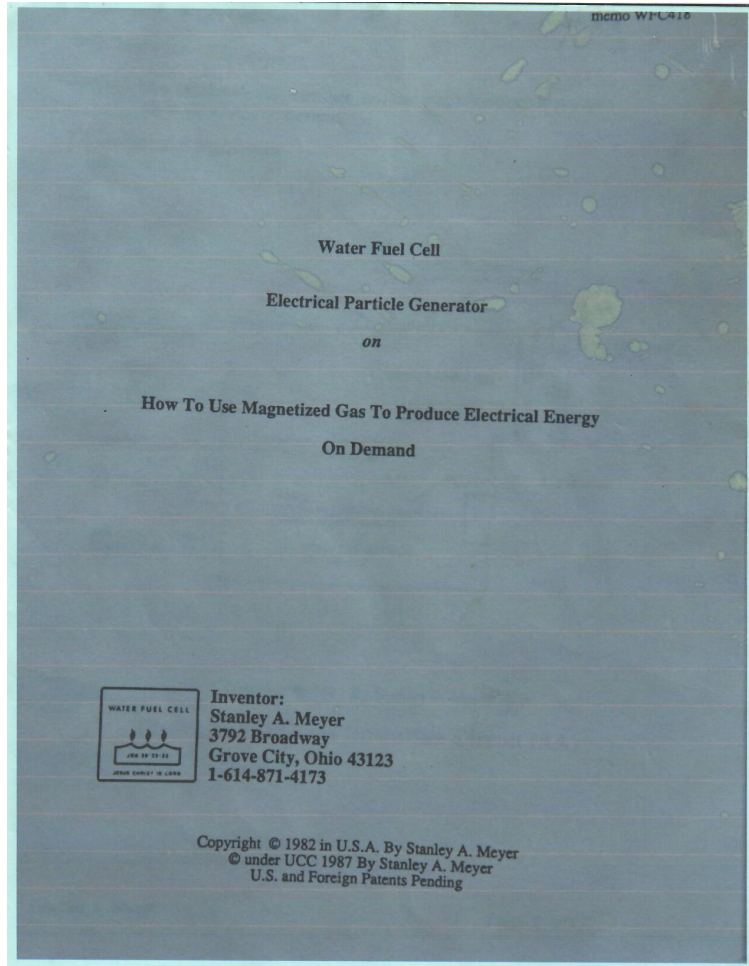 memo WFC418
Water Fuel Cell
Electrical Particle Generator
on
How To Use Magnetized Gas To Produce Electrical Energy
On Demand
WATER FUEL CELL
JESUS CHRIST IS LORD
Inventor:
Stanley A. Meyer
3792 Broadway
Grove City, Ohio 43123
1-614-871-4173
Copyright © 1982 in U.S.A. By Stanley A. Meyer
© under UCC 1987 By Stanley A. Meyer
U.S. and Foreign Patents Pending